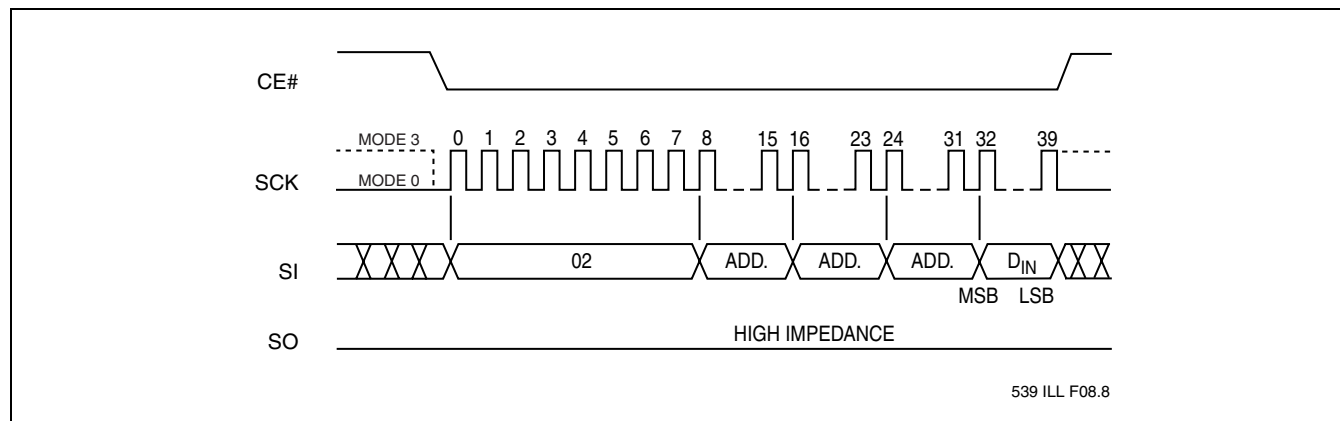 CE#
MODE 3
0 1 2 3 4 5 6 7 8 15 16 23 24 31 32 39
SCK
MODE 0
SI
02 ADD. ADD. ADD. DIN
MSB LSB
SO
HIGH IMPEDANCE
539 ILL F08.8